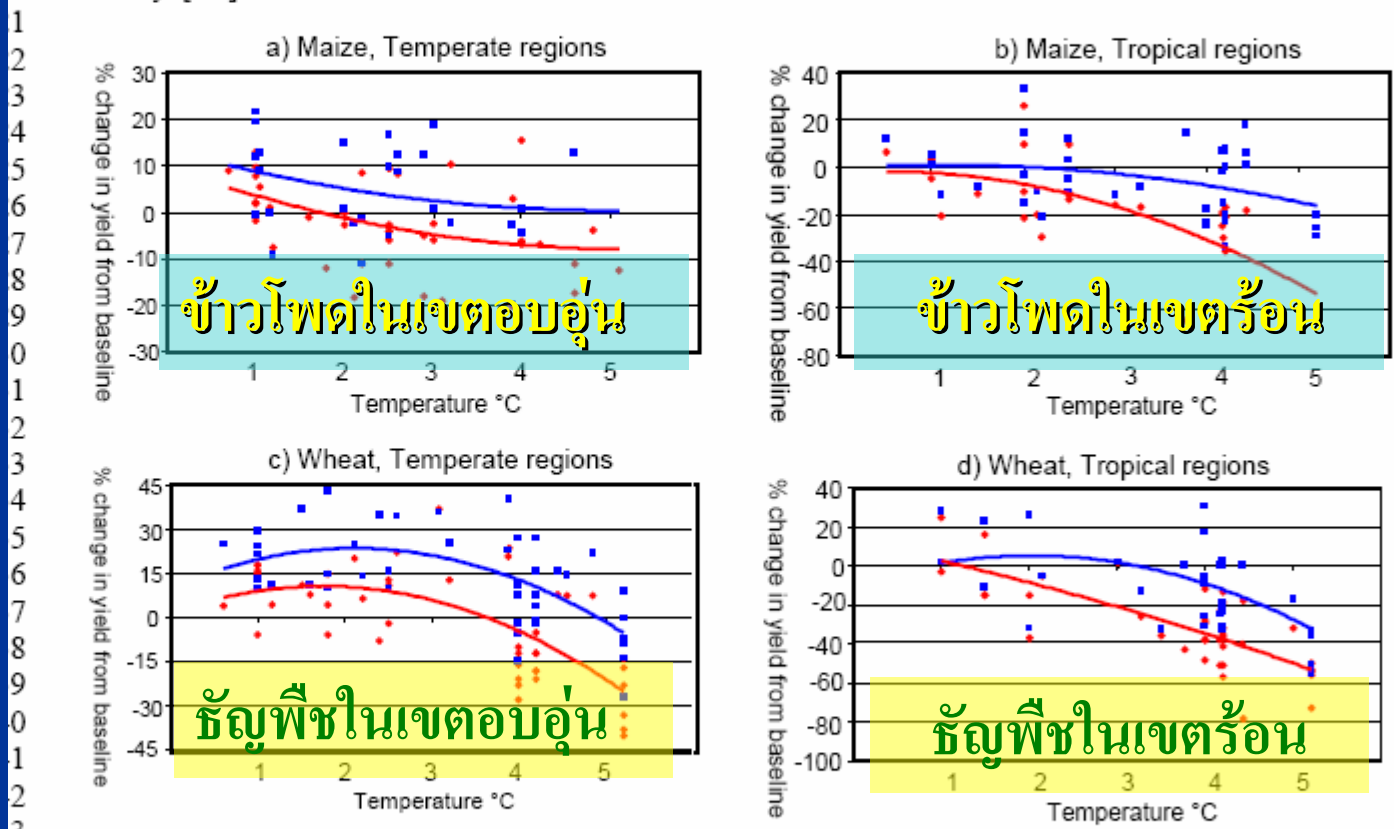 a) Maize, Temperate regions
% change in yield from baseline
30
20
10
0
-10
-20
-30
1 2 3 4 5
Temperature °C
ข้าวโพดในเขตอบอุ่น
b) Maize, Tropical regions
% change in yield from baseline
40
20
0
-20
-40
-60
-80
1 2 3 4 5
Temperature °C
ข้าวโพดในเขตร้อน
c) Wheat, Temperate regions
% change in yield from baseline
45
30
15
0
-15
-30
-45
1 2 3 4 5
Temperature °C
ธัญพืชในเขตอบอุ่น
d) Wheat, Tropical regions
% change in yield from baseline
40
20
0
-20
-40
-60
-80
-100
1 2 3 4 5
Temperature °C
ธัญพืชในเขตร้อน